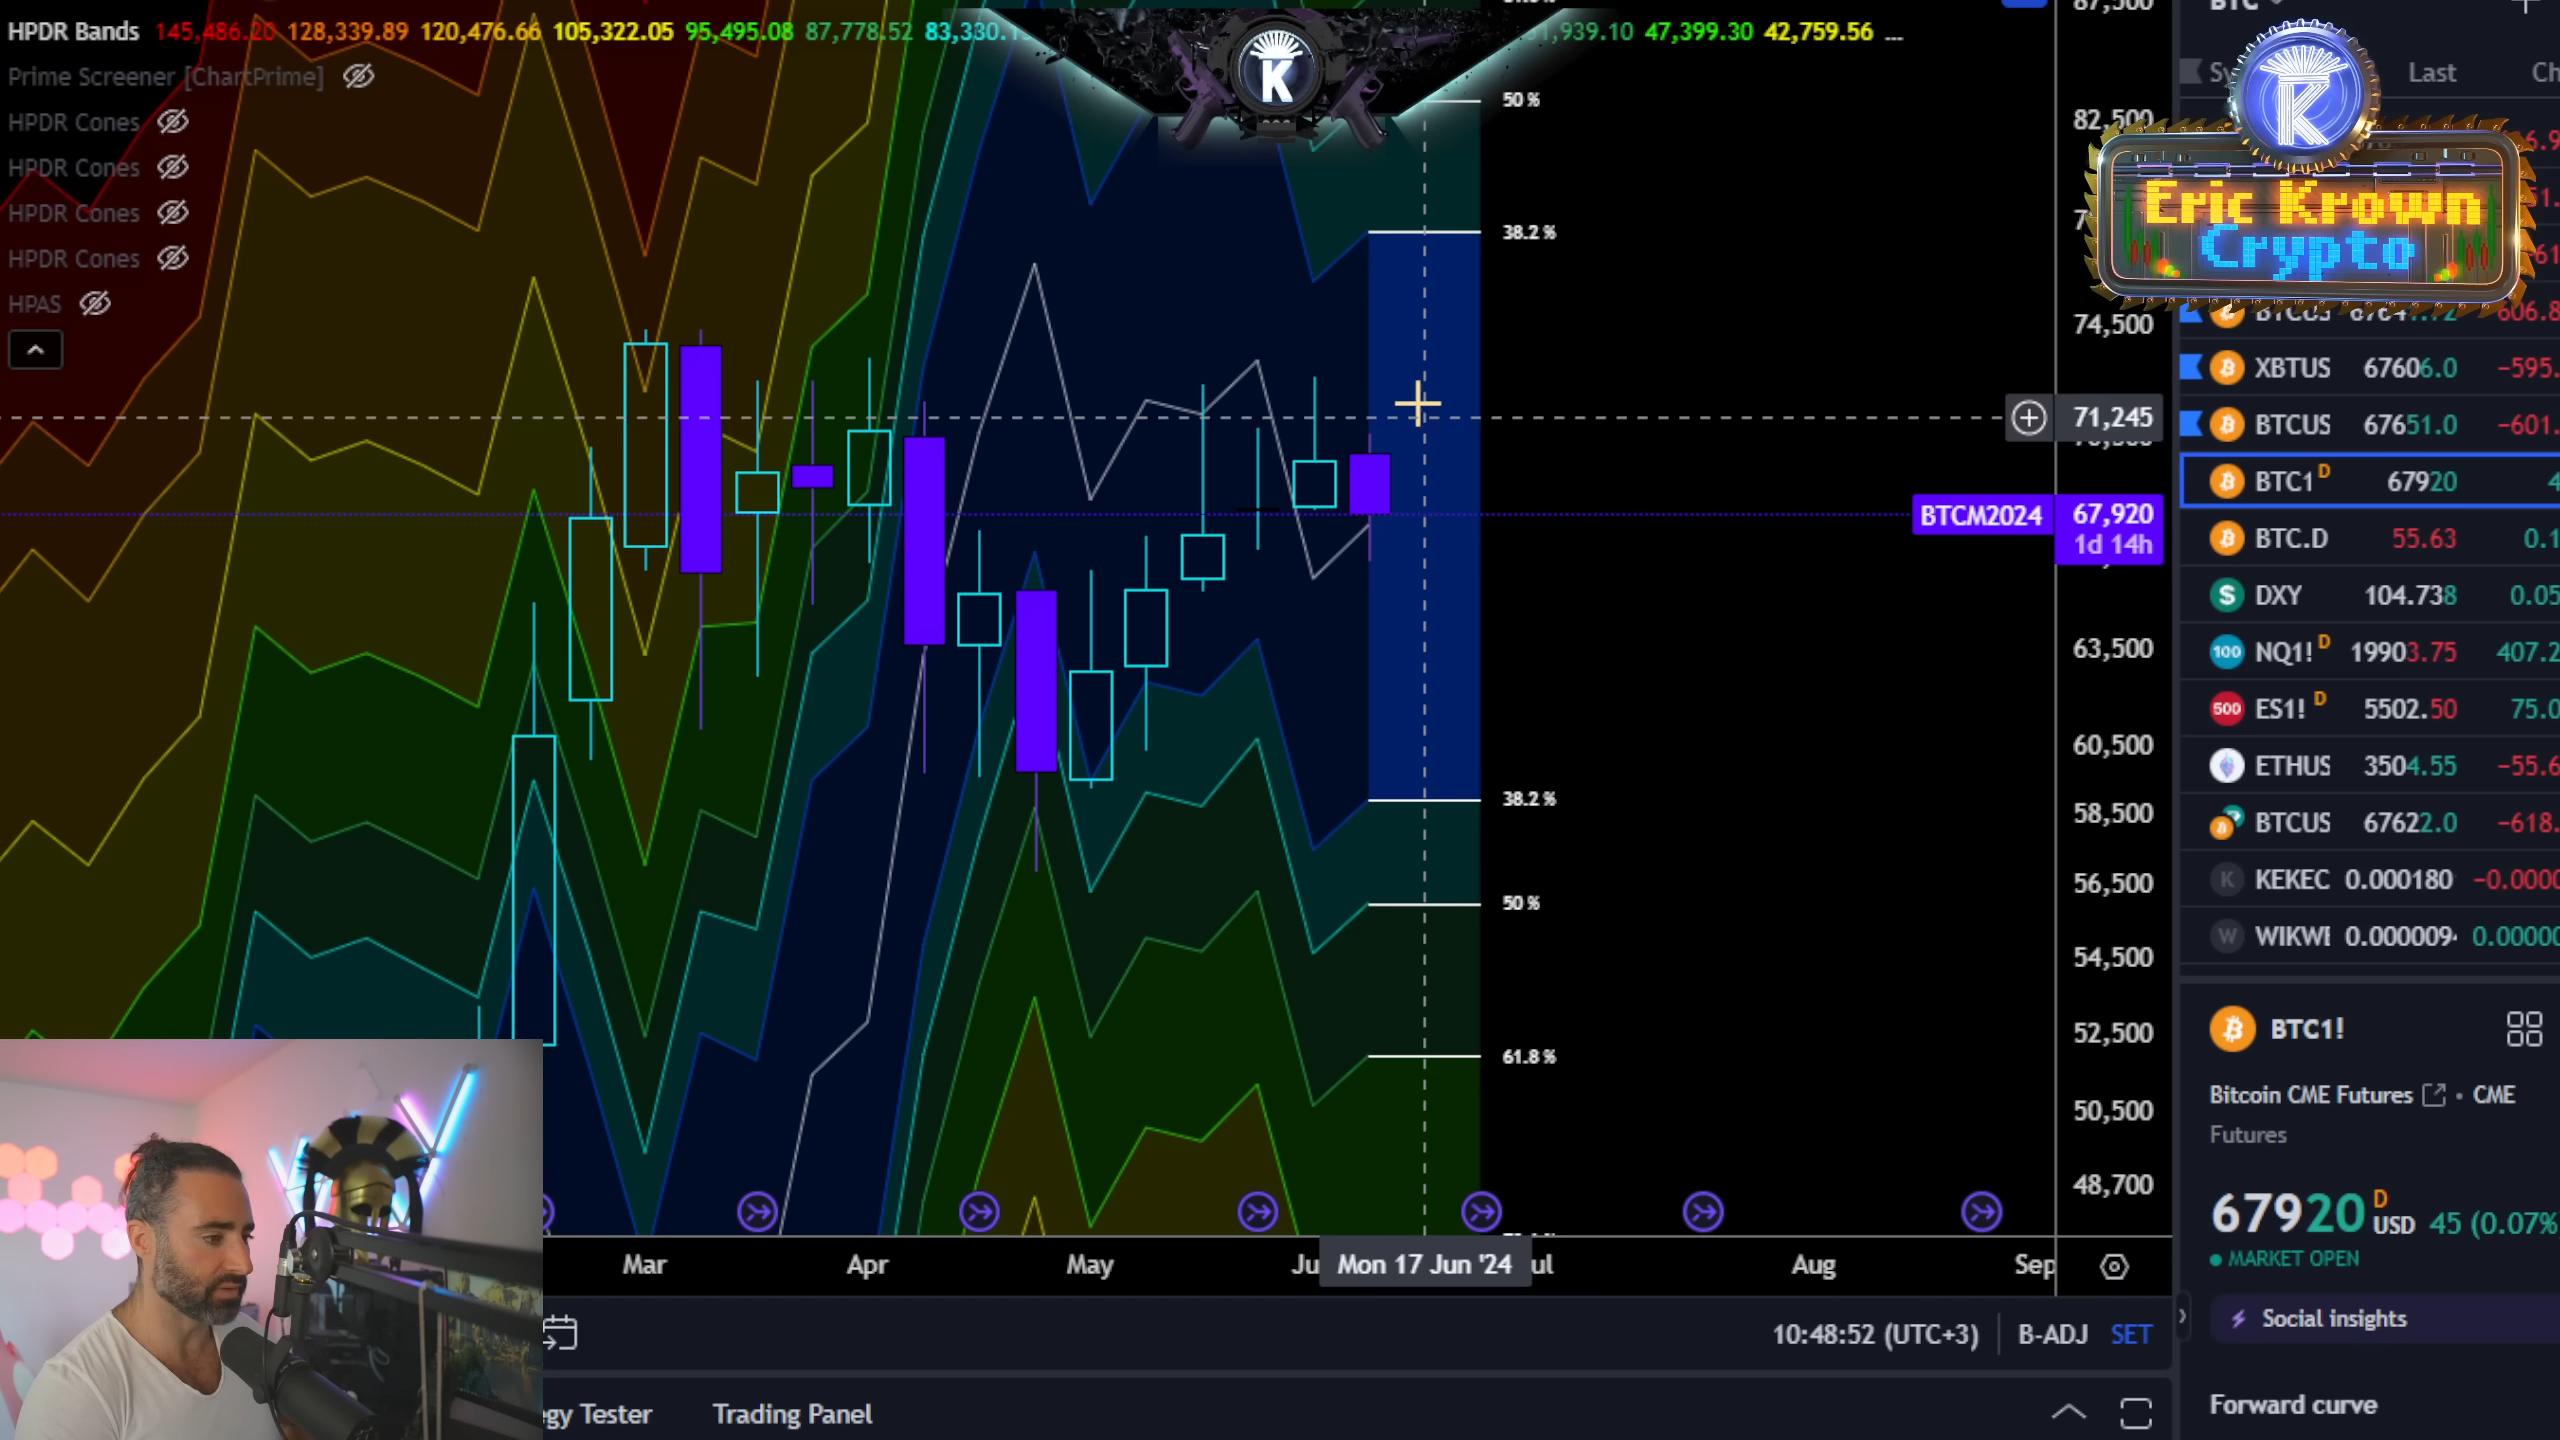 HPDR Bands 145,486.20 128,339.89 120,476.66 105,322.05 95,495.08 87,778.52 83,330.1 1,939.10 47,399.30 42,759.56 ...
Prime Screener [ChartPrime]
HPDR Cones
HPDR Cones
HPDR Cones
HPDR Cones
HPAS
K
50%
38.2%
38.2%
50%
61.8%
87,500
82,500
74,500
71,245
BTCM2024 67,920
1d 14h
63,500
60,500
58,500
56,500
54,500
52,500
50,500
48,700
Mar Apr May Ju Mon 17 Jun '24 ul Aug Sep
10:48:52 (UTC+3) B-ADJ SET
egy Tester Trading Panel
BTC
Last Ch
K
Eric Krown
Crypto
XBTUS 67606.0 −595.
BTCUS 67651.0 −601.
BTC1 D 67920 4
BTC.D 55.63 0.1
DXY 104.738 0.05
NQ1! D 19903.75 407.2
ES1! D 5502.50 75.0
ETHUS 3504.55 −55.6
BTCUS 67622.0 −618.
KEKEC 0.000180 −0.0000
WIKWI 0.0000094 0.00000
BTC1!
Bitcoin CME Futures • CME
Futures
67920 D USD 45 (0.07%
MARKET OPEN
Social insights
Forward curve